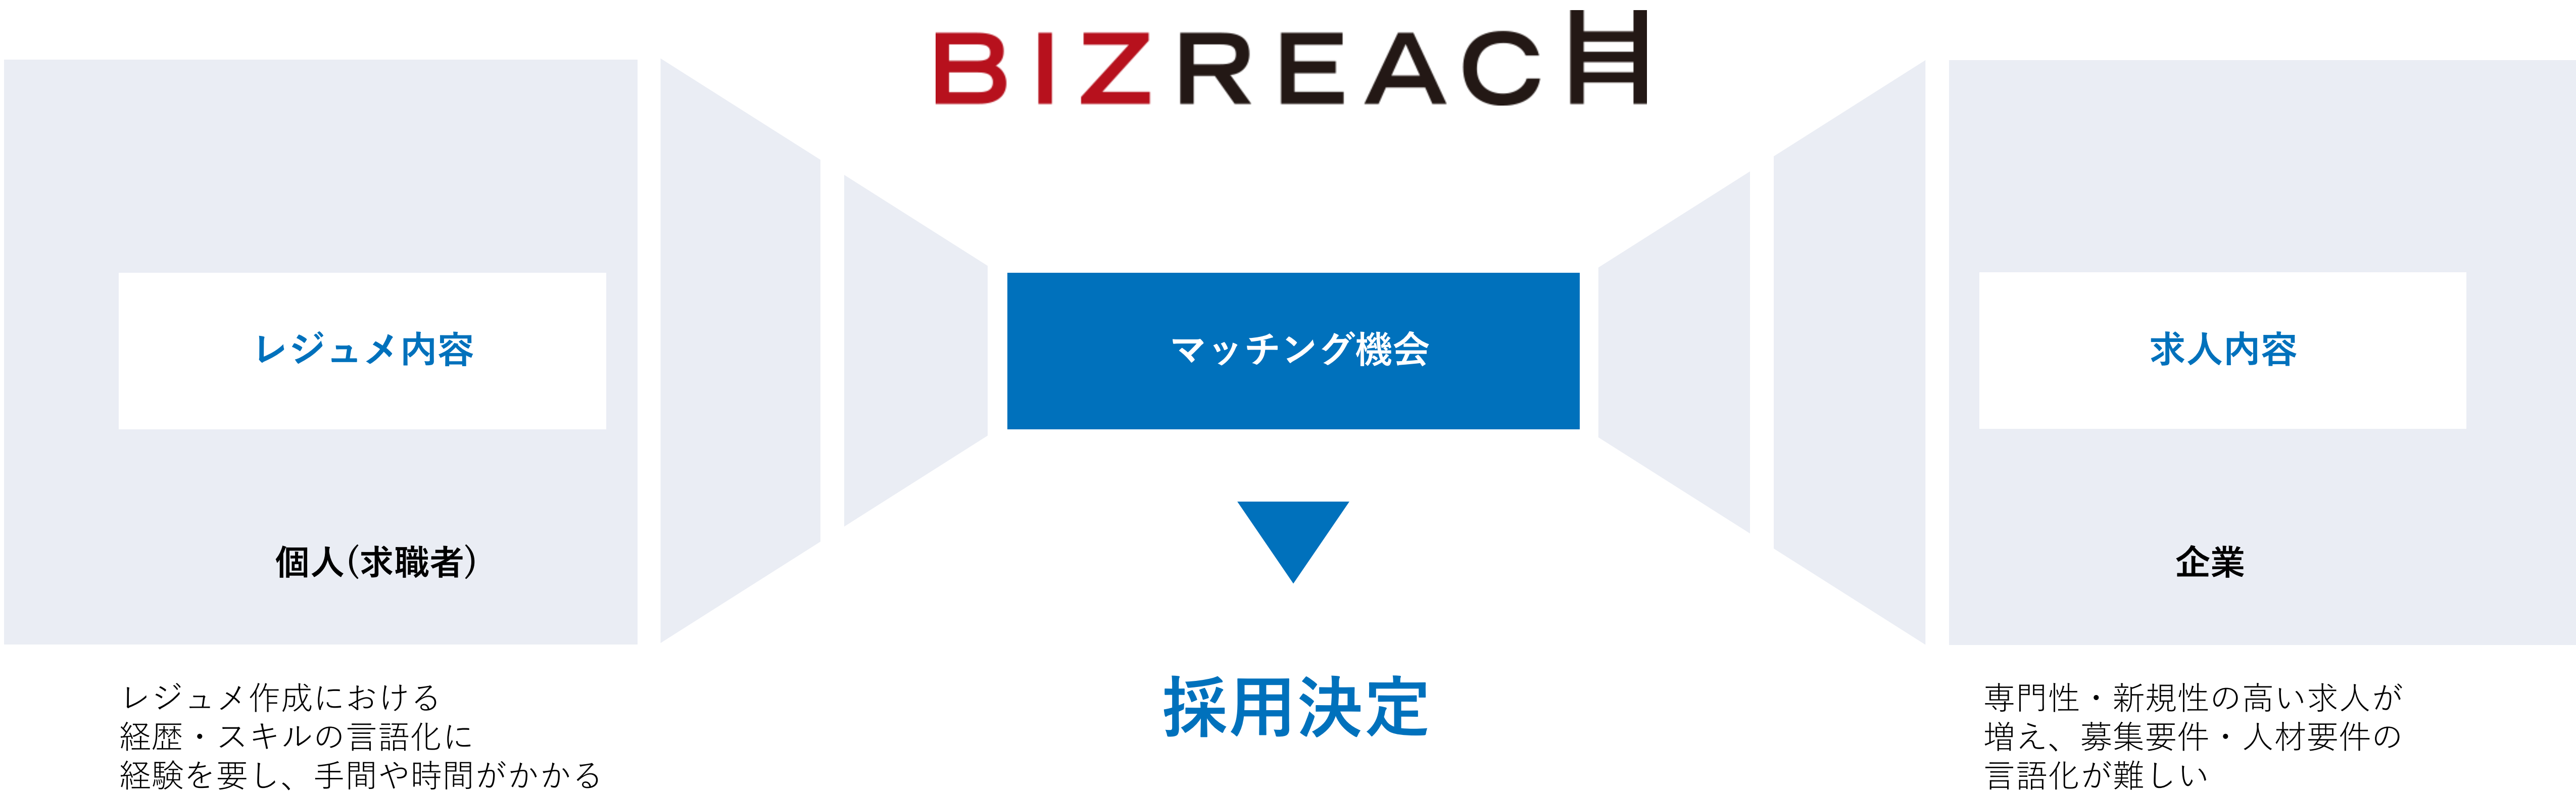 BIZREACH
レジュメ内容
マッチング機会
求人内容
個人(求職者)
企業
採用決定
レジュメ作成における
経歴・スキルの言語化に
経験を要し、手間や時間がかかる
専門性・新規性の高い求人が
増え、募集要件・人材要件の
言語化が難しい